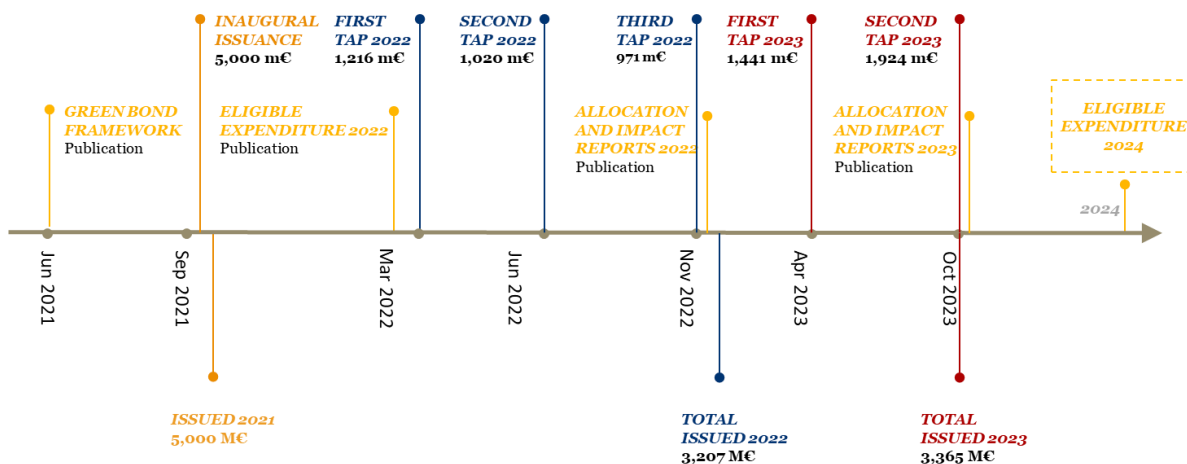 INAUGURAL
ISSUANCE
5,000 m€
FIRST
TAP 2022
1,216 m€
SECOND
TAP 2022
1,020 m€
THIRD
TAP 2022
971 m€
FIRST
TAP 2023
1,441 m€
SECOND
TAP 2023
1,924 m€
GREEN BOND
FRAMEWORK
Publication
ELIGIBLE
EXPENDITURE 2022
Publication
ALLOCATION
AND IMPACT
REPORTS 2022
Publication
ALLOCATION
AND IMPACT
REPORTS 2023
Publication
ELIGIBLE
EXPENDITURE
2024
2024
Jun 2021
Sep 2021
Mar 2022
Jun 2022
Nov 2022
Apr 2023
Oct 2023
ISSUED 2021
5,000 M€
TOTAL
ISSUED 2022
3,207 M€
TOTAL
ISSUED 2023
3,365 M€